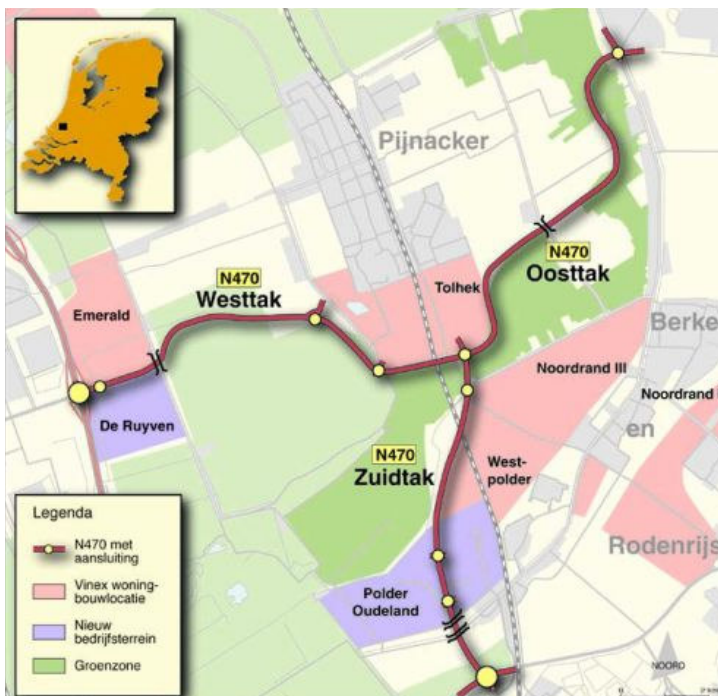 Pijnacker
N470
Oosttak
N470
Westtak
Tolhek
Emerald
Berke
Noordrand III
Noordrand
De Ruyven
en
N470
Zuidtak
West-
polder
Rodenrijs
Polder
Oudeland
Legenda
N470 met
aansluiting
Vinex woning-
bouwlocatie
Nieuw
bedrijfsterrein
Groenzone
NOORD